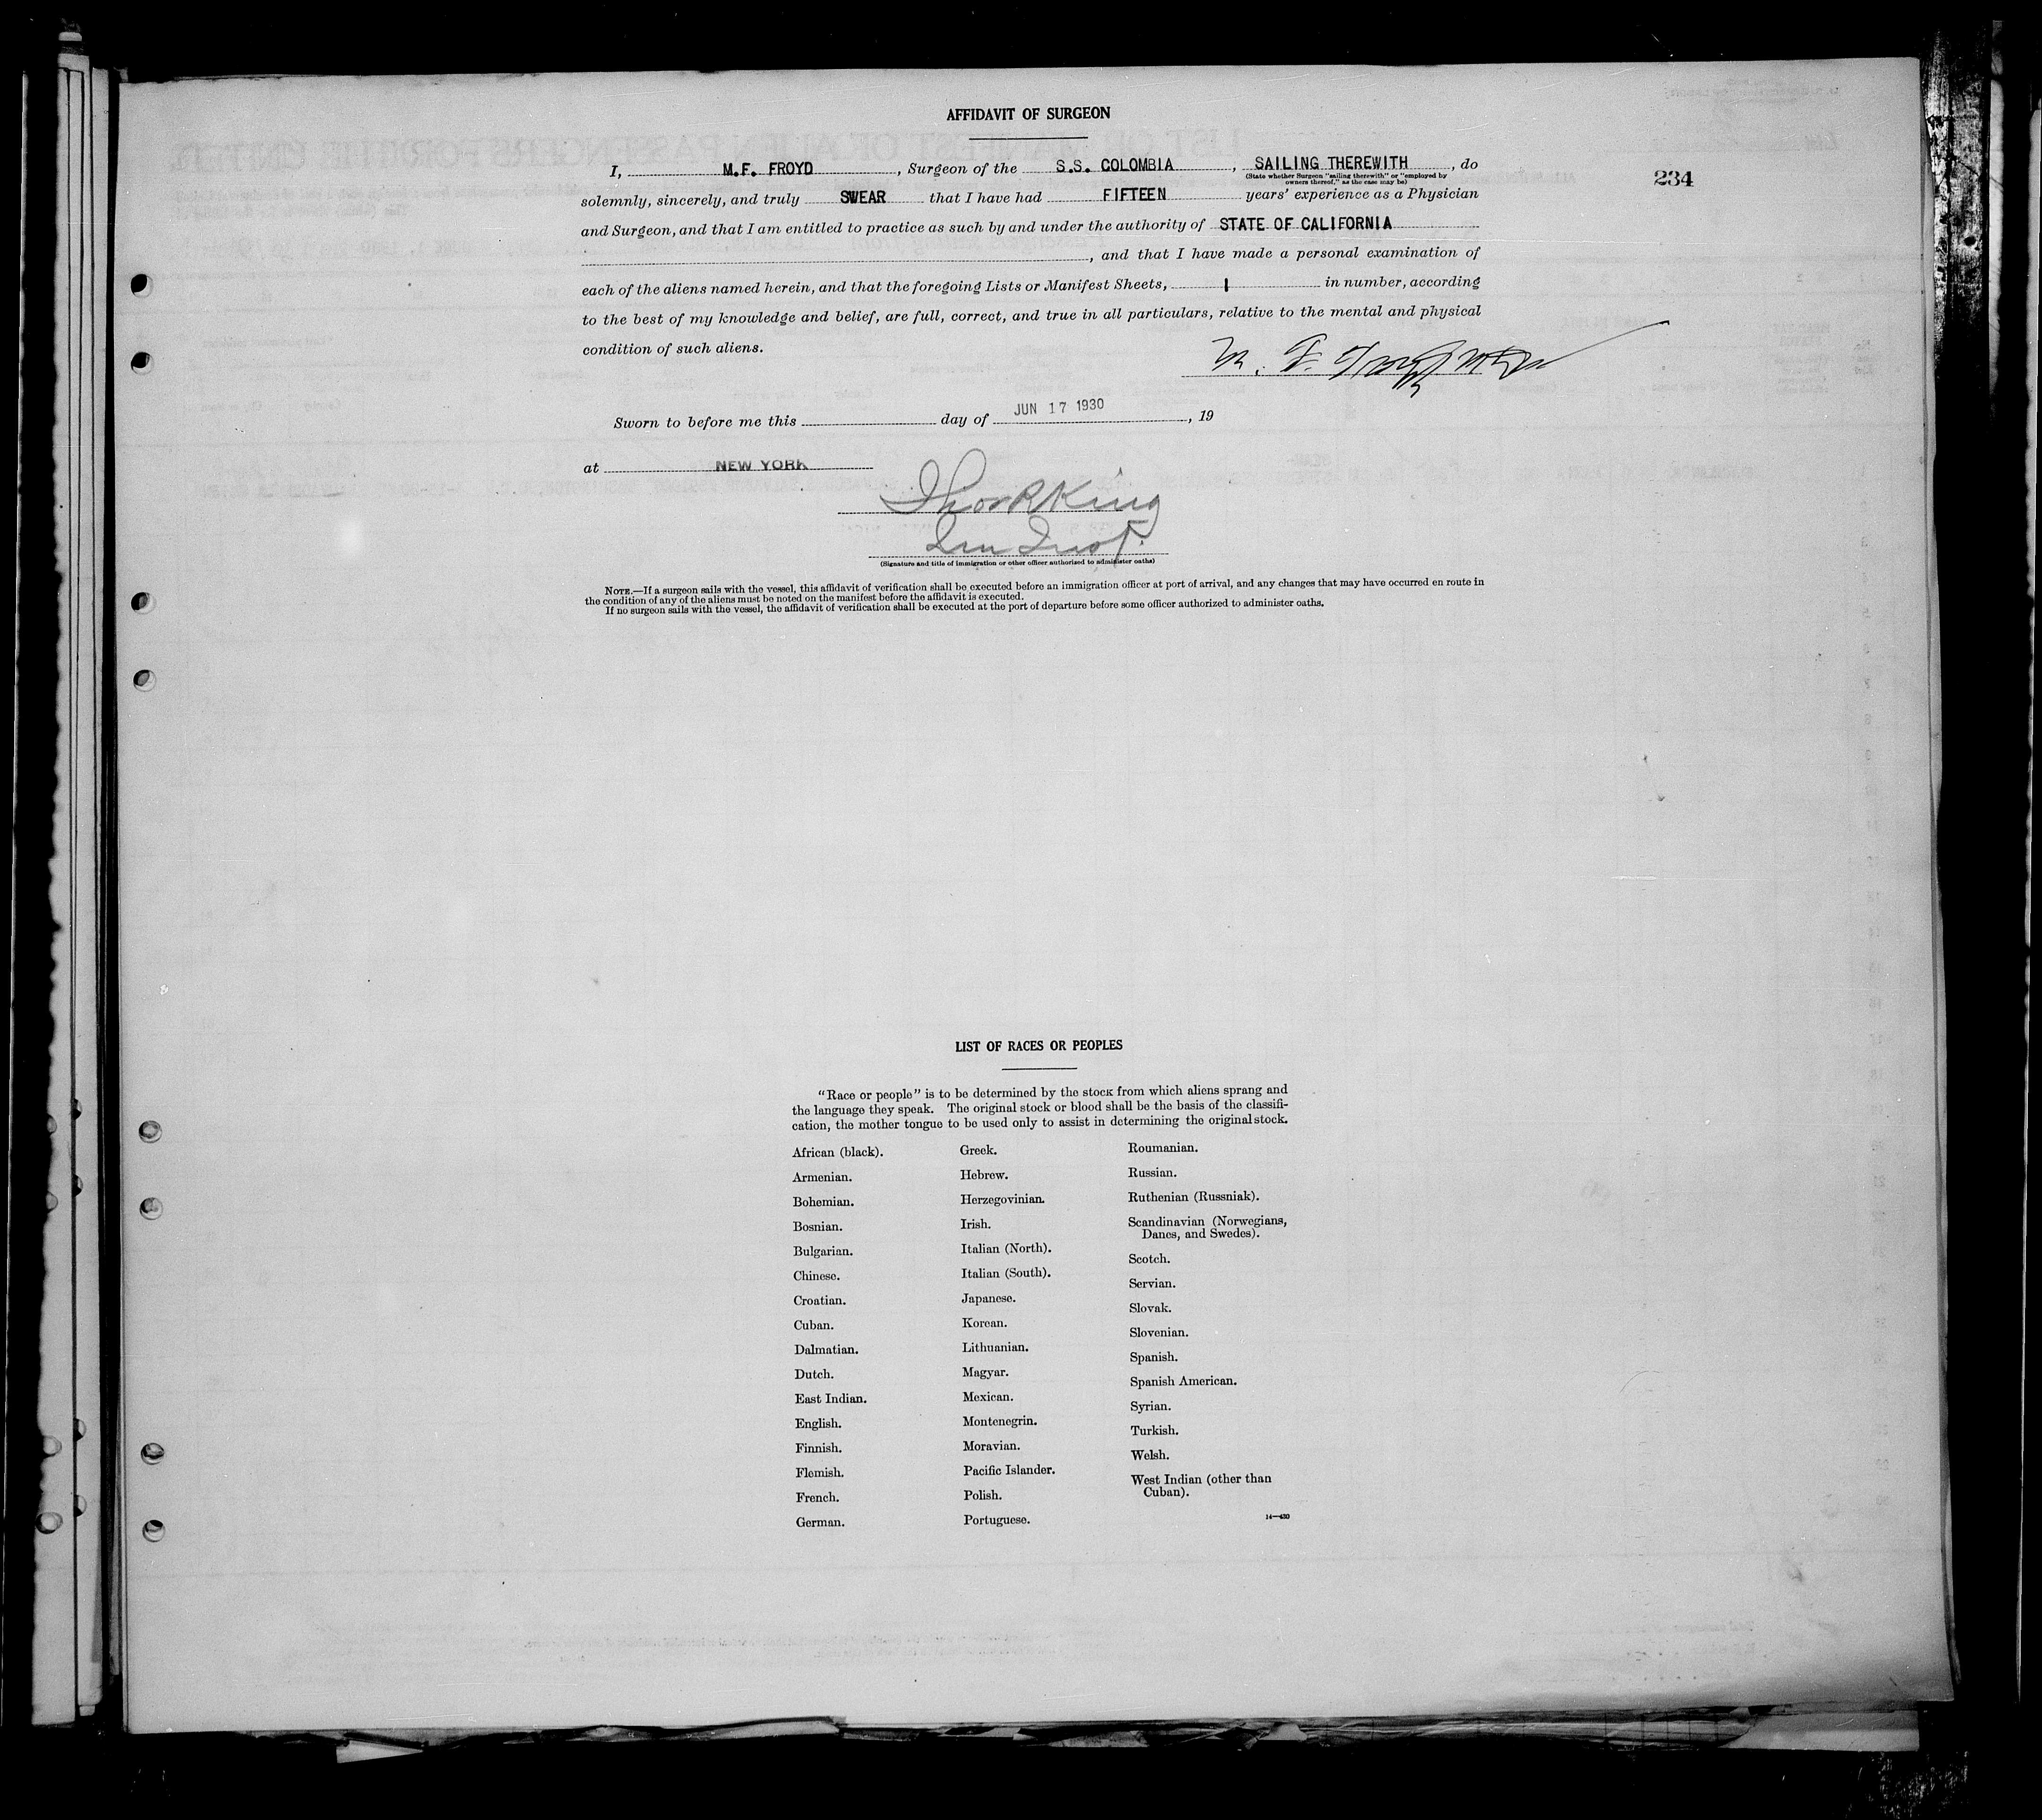 AFFIDAVIT OF SURGEON
234
I, M.F. FROYD, Surgeon of the S.S. COLOMBIA, SAILING THEREWITH, do
(State whether Surgeon "sailing therewith" or "employed by
owners thereof," as the case may be)
solemnly, sincerely, and truly SWEAR that I have had FIFTEEN years' experience as a Physician
and Surgeon, and that I am entitled to practice as such by and under the authority of STATE OF CALIFORNIA
, and that I have made a personal examination of
each of the aliens named herein, and that the foregoing Lists or Manifest Sheets, 1 in number, according
to the best of my knowledge and belief, are full, correct, and true in all particulars, relative to the mental and physical
condition of such aliens.
M. F. Froyd
Sworn to before me this day of JUN 17 1930, 19
at NEW YORK
King
Imm Insp.
(Signature and title of immigration or other officer authorized to administer oaths)
NOTE.—If a surgeon sails with the vessel, this affidavit of verification shall be executed before an immigration officer at port of arrival, and any changes that may have occurred en route in
the condition of any of the aliens must be noted on the manifest before the affidavit is executed.
If no surgeon sails with the vessel, the affidavit of verification shall be executed at the port of departure before some officer authorized to administer oaths.
LIST OF RACES OR PEOPLES
"Race or people" is to be determined by the stock from which aliens sprang and
the language they speak. The original stock or blood shall be the basis of the classifi-
cation, the mother tongue to be used only to assist in determining the original stock.
African (black).
Armenian.
Bohemian.
Bosnian.
Bulgarian.
Chinese.
Croatian.
Cuban.
Dalmatian.
Dutch.
East Indian.
English.
Finnish.
Flemish.
French.
German.
Greek.
Hebrew.
Herzegovinian.
Irish.
Italian (North).
Italian (South).
Japanese.
Korean.
Lithuanian.
Magyar.
Mexican.
Montenegrin.
Moravian.
Pacific Islander.
Polish.
Portuguese.
Roumanian.
Russian.
Ruthenian (Russniak).
Scandinavian (Norwegians,
Danes, and Swedes).
Scotch.
Servian.
Slovak.
Slovenian.
Spanish.
Spanish American.
Syrian.
Turkish.
Welsh.
West Indian (other than
Cuban).
14—430